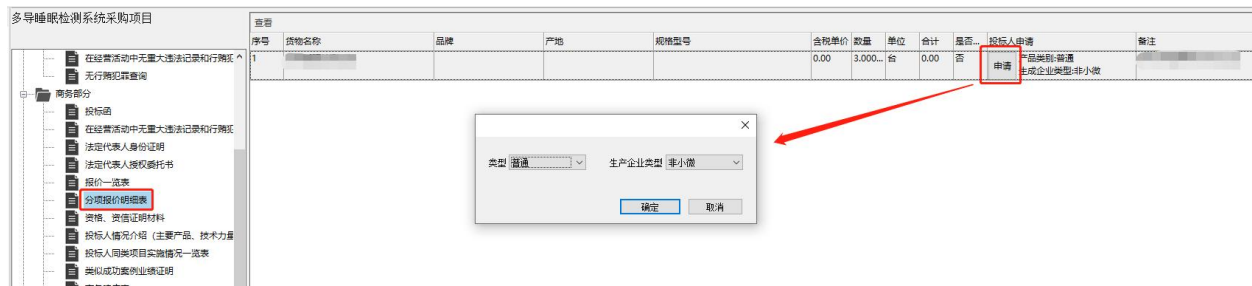 多导睡眠检测系统采购项目
在经营活动中无重大违法记录和行贿犯
无行贿犯罪查询
商务部分
投标函
在经营活动中无重大违法记录和行贿犯
法定代表人身份证明
法定代表人授权委托书
报价一览表
分项报价明细表
资格、资信证明材料
投标人情况介绍（主要产品、技术力量
投标人同类项目实施情况一览表
类似成功案例业绩证明
查看
序号 货物名称 品牌 产地 规格型号 含税单价 数量 单位 合计 是否... 投标人申请 备注
1 0.00 3.000... 台 0.00 否 申请 产品类别:普通
生成企业类型:非小微
类型 普通 生产企业类型 非小微
确定 取消